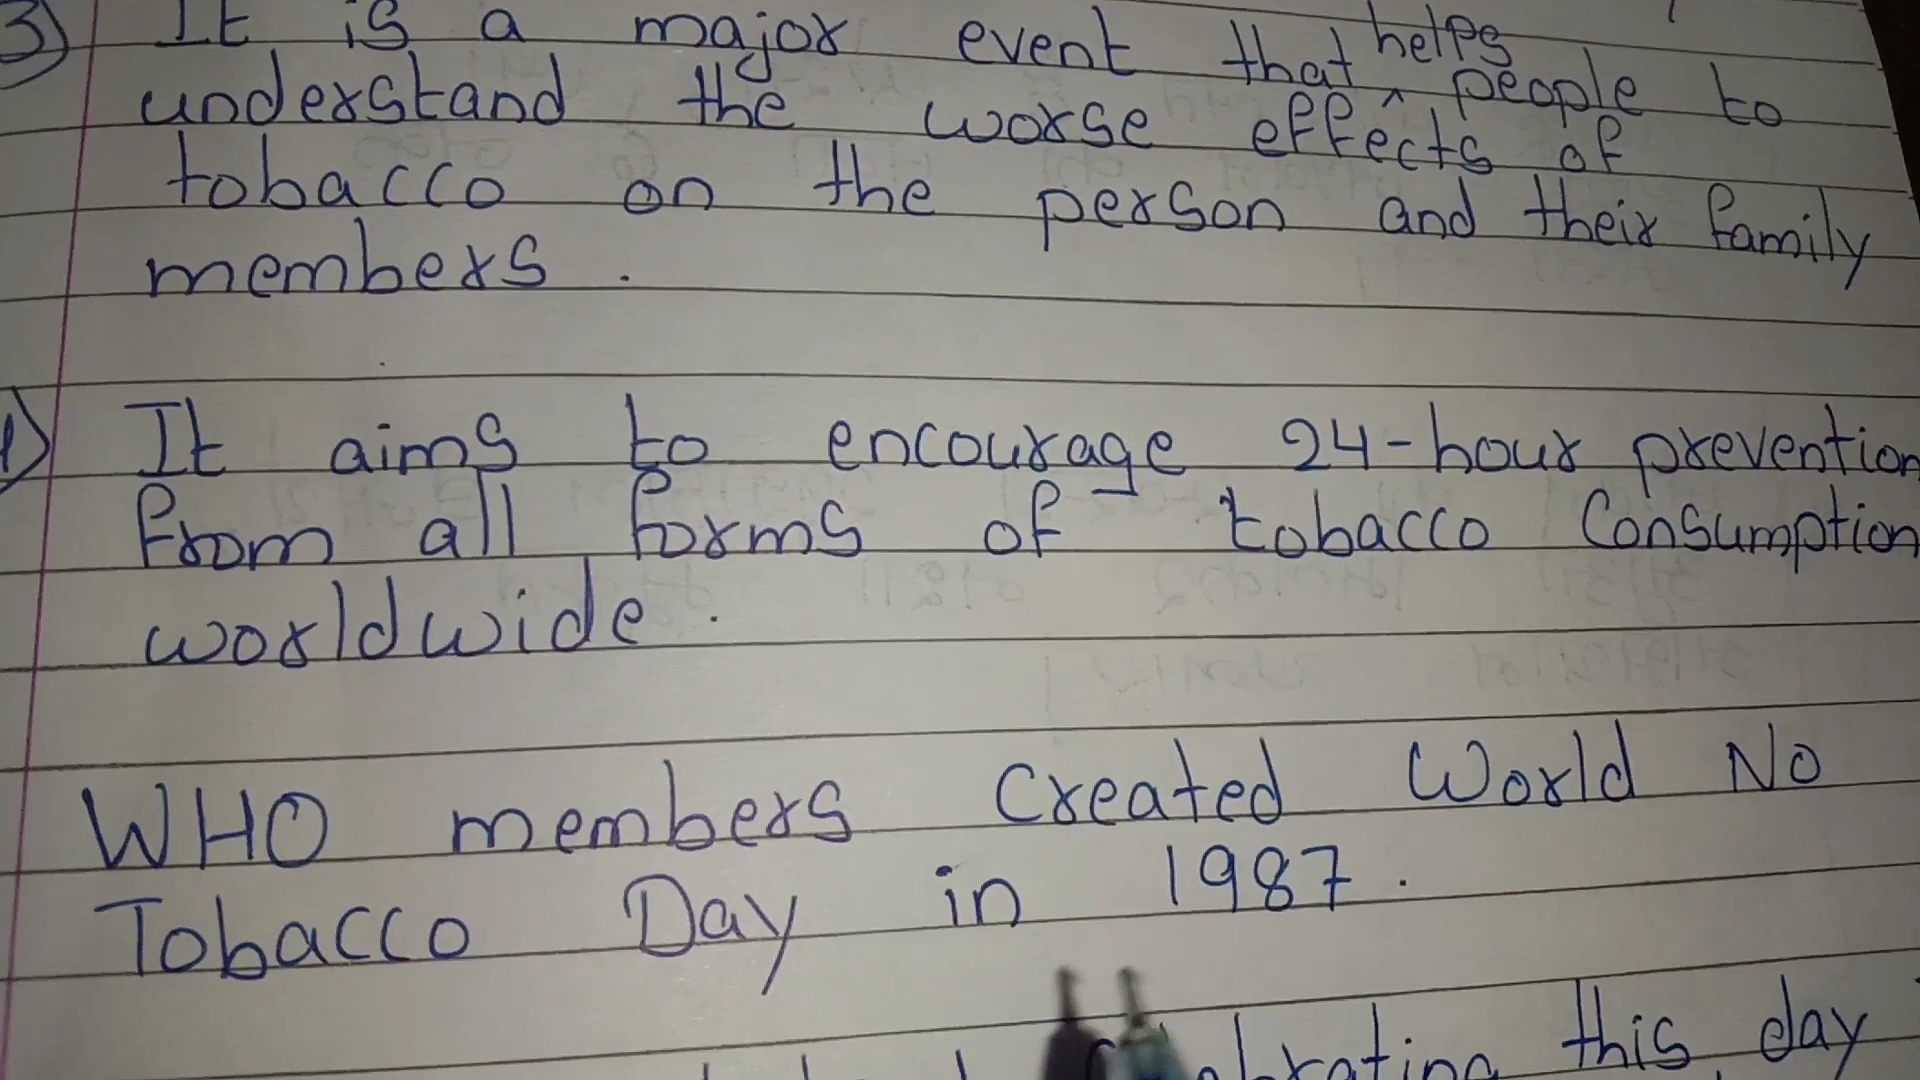 3) It is a major event that helps people to
understand the worse effects of
tobacco on the person and their family
members.
It aims to encourage 24-hour prevention
from all forms of tobacco Consumption
worldwide.
WHO members Created World No
Tobacco Day in 1987.
this day